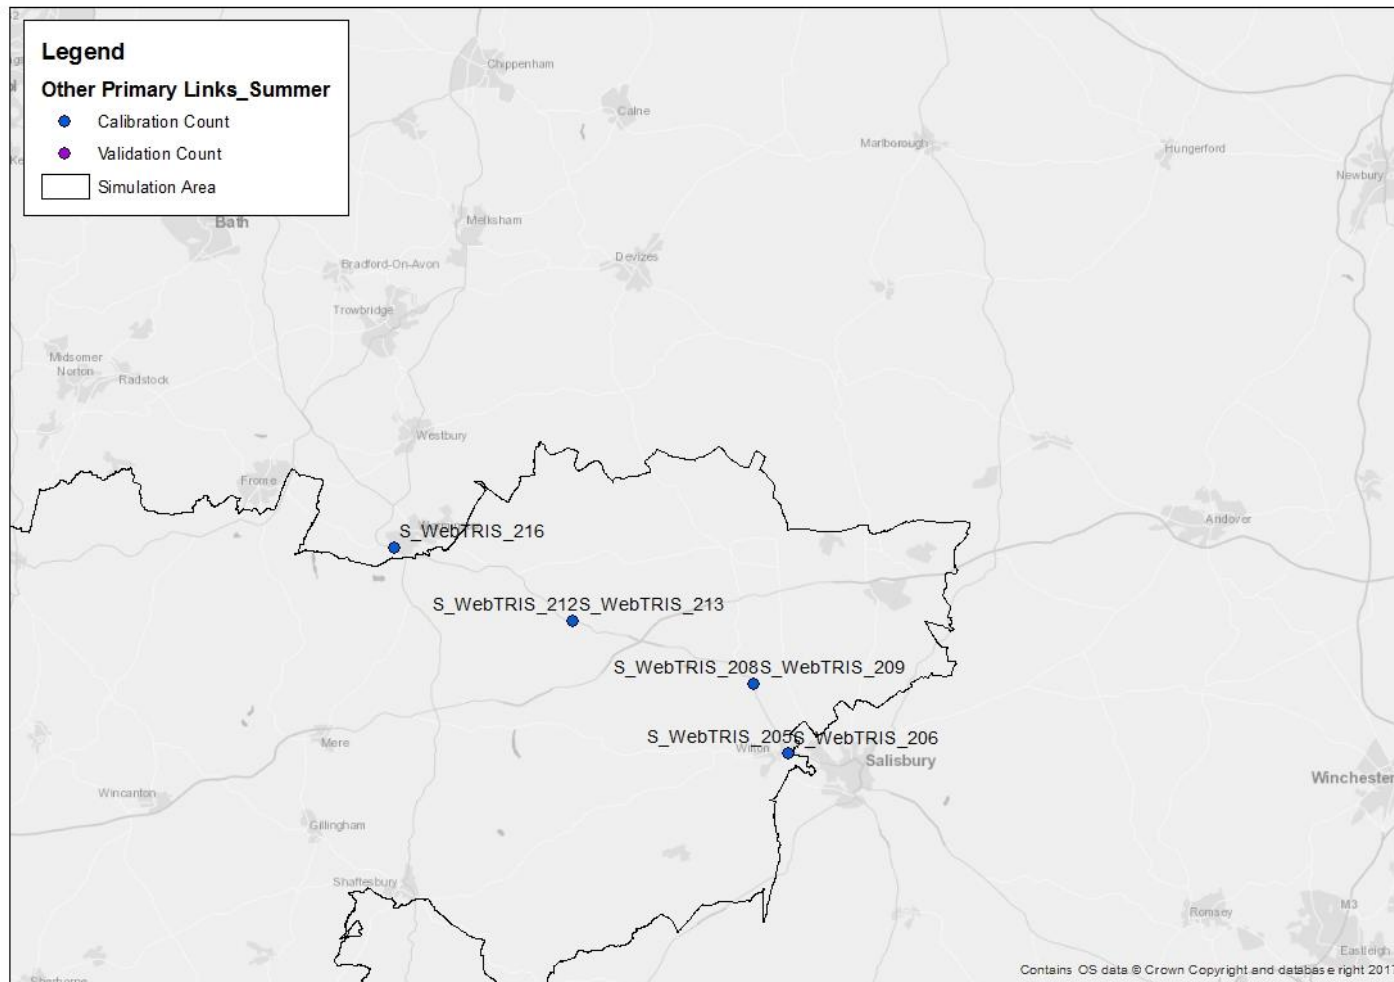 Legend
Other Primary Links_Summer
Calibration Count
Validation Count
Simulation Area
Chippenham
Calne
Marlborough
Hungerford
Newbury
Bath
Melksham
Bradford-On-Avon
Devizes
Trowbridge
Midsomer
Norton
Radstock
Westbury
Frome
S_WebTRIS_216
Andover
S_WebTRIS_212S_WebTRIS_213
S_WebTRIS_208S_WebTRIS_209
S_WebTRIS_205S_WebTRIS_206
Wilton
Salisbury
Mere
Winchester
Wincanton
Gillingham
Shaftesbury
Romsey
M3
Eastleigh
Sherborne
Contains OS data © Crown Copyright and database right 2017